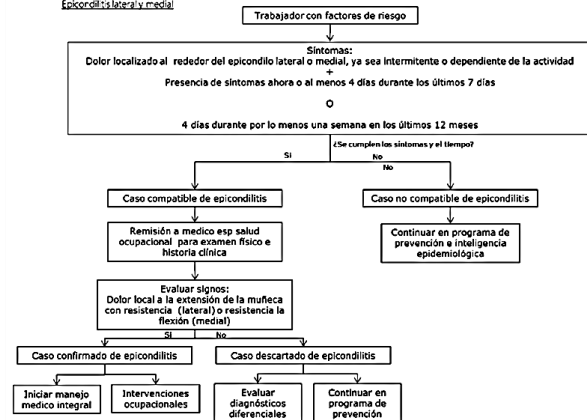 Epicondilitis lateral y medial
Trabajador con factores de riesgo
Síntomas:
Dolor localizado al  rededor del epicondilo lateral o medial, ya sea intermitente o dependiente de la actividad
+
Presencia de síntomas ahora o al menos 4 días durante los últimos 7 días
O
4 días durante por lo menos una semana en los últimos 12 meses
¿Se cumplen los síntomas y el tiempo?
SI
No
No
Caso compatible de epicondilitis
Caso no compatible de epicondilitis
Remisión a medico esp salud
ocupacional  para examen físico e
historia clínica
Continuar en programa de
prevención e inteligencia
epidemiológica
Evaluar signos:
Dolor local a la extensión de la muñeca
con resistencia  (lateral) o resistencia la
flexión (medial)
SI
No
Caso confirmado de epicondilitis
Caso descartado de epicondilitis
Iniciar manejo
medico integral
Intervenciones
ocupacionales
Evaluar
diagnósticos
diferenciales
Continuar en
programa de
prevención